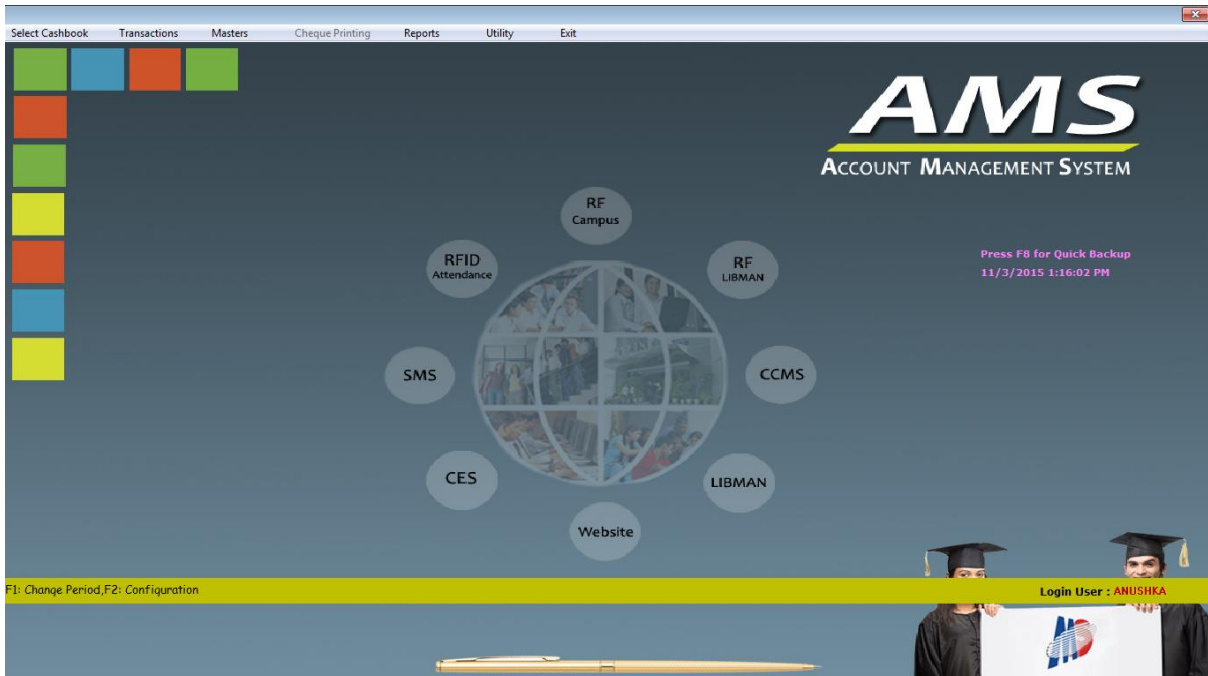 Select Cashbook Transactions Masters Cheque Printing Reports Utility Exit
AMS
ACCOUNT MANAGEMENT SYSTEM
RF
Campus
RFID
Attendance
RF
LIBMAN
Press F8 for Quick Backup
11/3/2015 1:16:02 PM
SMS
CCMS
CES
LIBMAN
Website
F1: Change Period,F2: Configuration
Login User : ANUSHKA